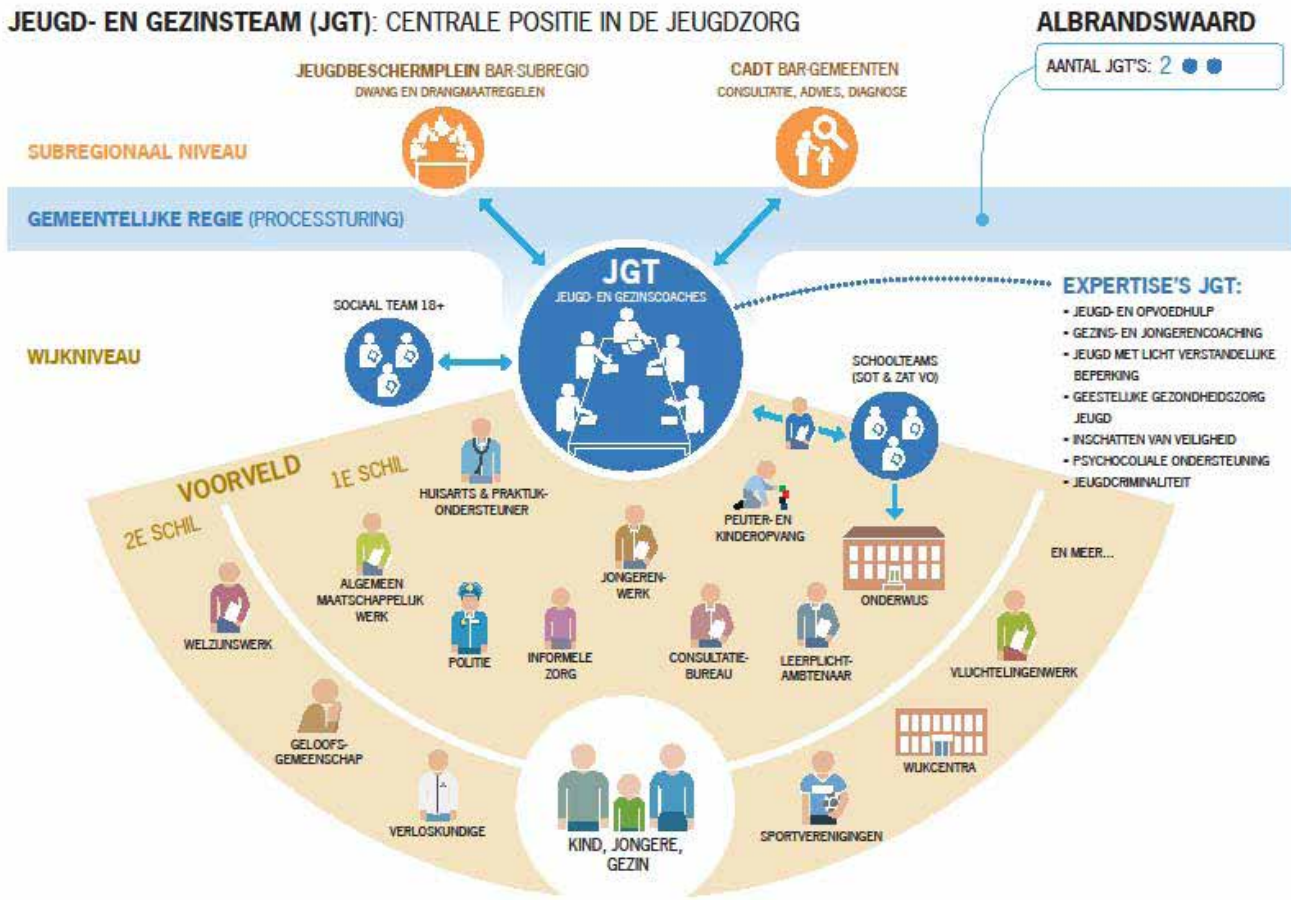 JEUGD- EN GEZINSTEAM (JGT): CENTRALE POSITIE IN DE JEUGDZORG
ALBRANDSWAARD
AANTAL JGT'S: 2
JEUGDBESCHERMPLEIN BAR-SUBREGIO
DWANG EN DRANGMAATREGELEN
CADT BAR-GEMEENTEN
CONSULTATIE, ADVIES, DIAGNOSE
SUBREGIONAAL NIVEAU
GEMEENTELIJKE REGIE (PROCESSTURING)
JGT
JEUGD- EN GEZINSCOACHES
SOCIAAL TEAM 18+
WIJKNIVEAU
SCHOOLTEAMS
(SOT & ZAT VO)
EXPERTISE'S JGT:
- JEUGD- EN OPVOEDHULP
- GEZINS- EN JONGERENCOACHING
- JEUGD MET LICHT VERSTANDELIJKE
BEPERKING
- GEESTELIJKE GEZONDHEIDSZORG
JEUGD
- INSCHATTEN VAN VEILIGHEID
- PSYCHOCOLIALE ONDERSTEUNING
- JEUGDCRIMINALITEIT
VOORVELD
1E SCHIL
2E SCHIL
HUISARTS & PRAKTIJK-
ONDERSTEUNER
PEUTER- EN
KINDEROPVANG
ALGEMEEN
MAATSCHAPPELIJK
WERK
JONGEREN-
WERK
ONDERWIJS
EN MEER...
WELZIJNSWERK
POLITIE
INFORMELE
ZORG
CONSULTATIE-
BUREAU
LEERPLICHT-
AMBTENAAR
VLUCHTELINGENWERK
GELOOFS-
GEMEENSCHAP
WIJKCENTRA
VERLOSKUNDIGE
KIND, JONGERE,
GEZIN
SPORTVERENIGINGEN